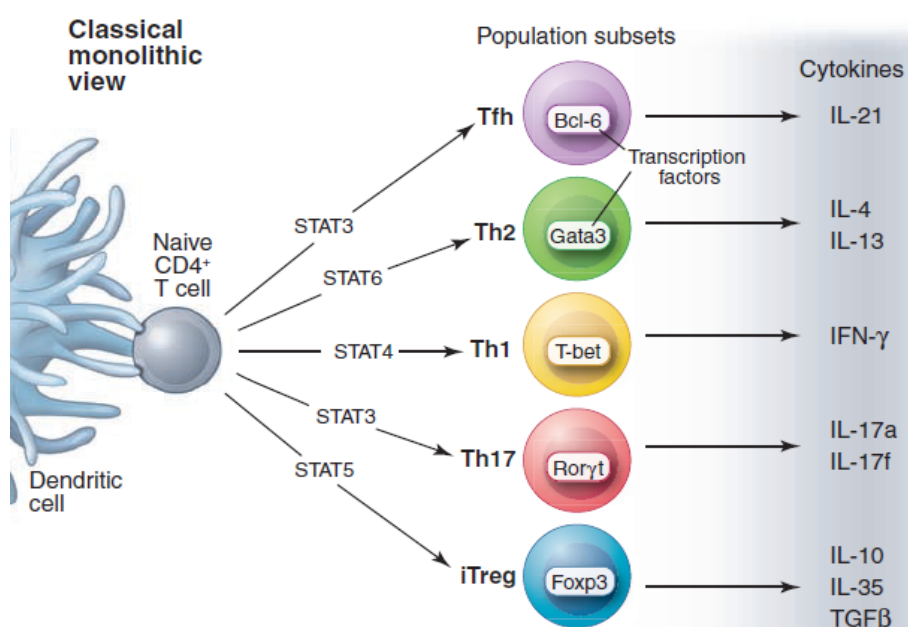 Classical
monolithic
view
Population subsets
Cytokines
Tfh
Bcl-6
IL-21
Transcription
factors
STAT3
Th2
Gata3
IL-4
IL-13
Naive
CD4+
T cell
STAT6
STAT4
Th1
T-bet
IFN-γ
STAT3
Th17
Rorγt
IL-17a
IL-17f
STAT5
Dendritic
cell
iTreg
Foxp3
IL-10
IL-35
TGFβ